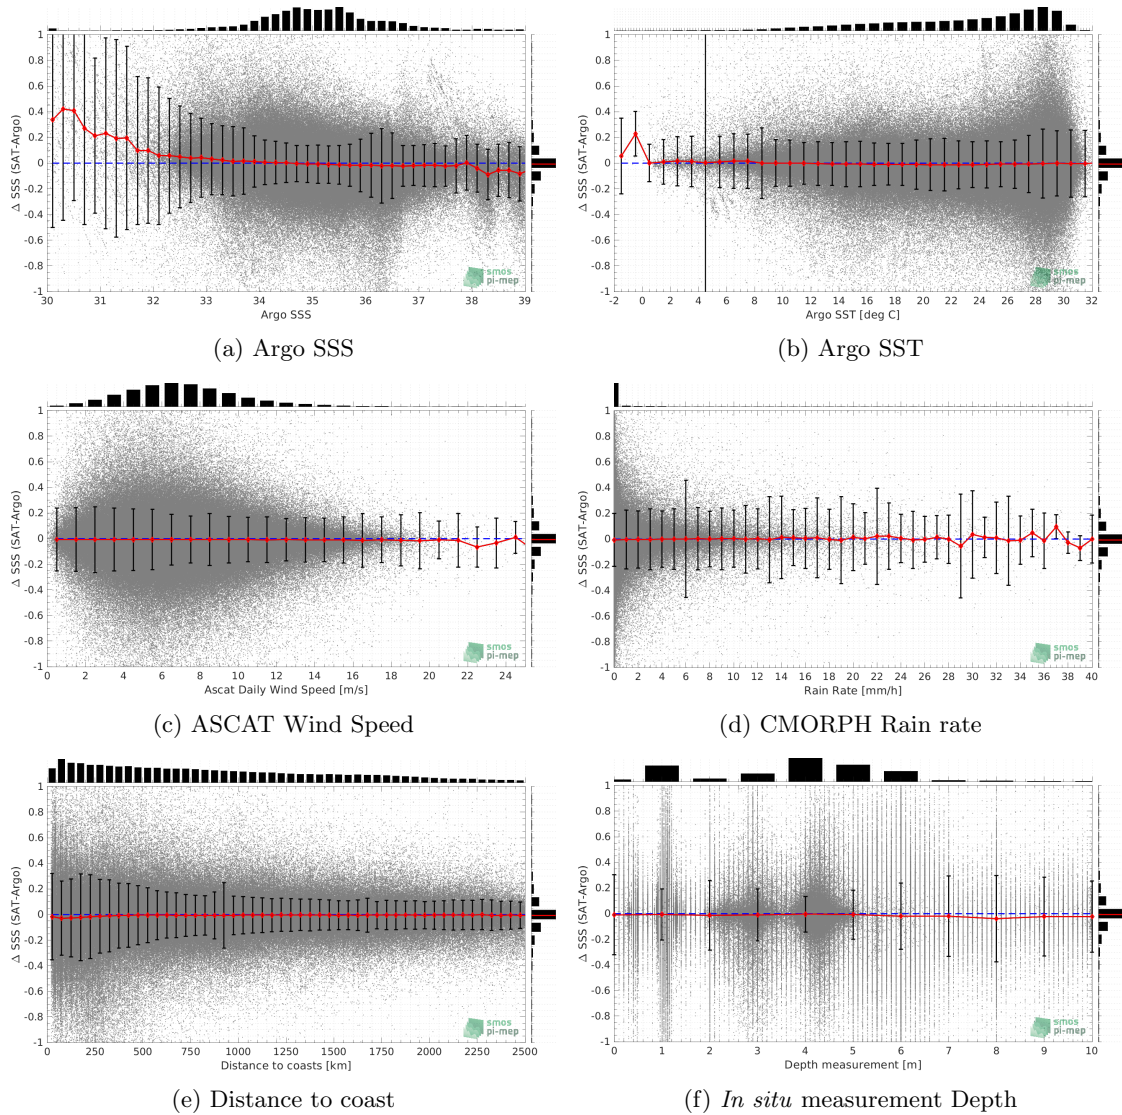 1
0.8
0.6
0.4
0.2
0
-0.2
-0.4
-0.6
-0.8
-1
Δ SSS (SAT-Argo)
30 31 32 33 34 35 36 37 38 39
Argo SSS
smos
pi-mep
(a) Argo SSS
1
0.8
0.6
0.4
0.2
0
-0.2
-0.4
-0.6
-0.8
-1
Δ SSS (SAT-Argo)
-2 0 2 4 6 8 10 12 14 16 18 20 22 24 26 28 30 32
Argo SST [deg C]
smos
pi-mep
(b) Argo SST
1
0.8
0.6
0.4
0.2
0
-0.2
-0.4
-0.6
-0.8
-1
Δ SSS (SAT-Argo)
0 2 4 6 8 10 12 14 16 18 20 22 24
Ascat Daily Wind Speed [m/s]
smos
pi-mep
(c) ASCAT Wind Speed
1
0.8
0.6
0.4
0.2
0
-0.2
-0.4
-0.6
-0.8
-1
Δ SSS (SAT-Argo)
0 2 4 6 8 10 12 14 16 18 20 22 24 26 28 30 32 34 36 38 40
Rain Rate [mm/h]
smos
pi-mep
(d) CMORPH Rain rate
1
0.8
0.6
0.4
0.2
0
-0.2
-0.4
-0.6
-0.8
-1
Δ SSS (SAT-Argo)
0 250 500 750 1000 1250 1500 1750 2000 2250 2500
Distance to coasts [km]
smos
pi-mep
(e) Distance to coast
1
0.8
0.6
0.4
0.2
0
-0.2
-0.4
-0.6
-0.8
-1
Δ SSS (SAT-Argo)
0 1 2 3 4 5 6 7 8 9 10
Depth measurement [m]
smos
pi-mep
(f) In situ measurement Depth